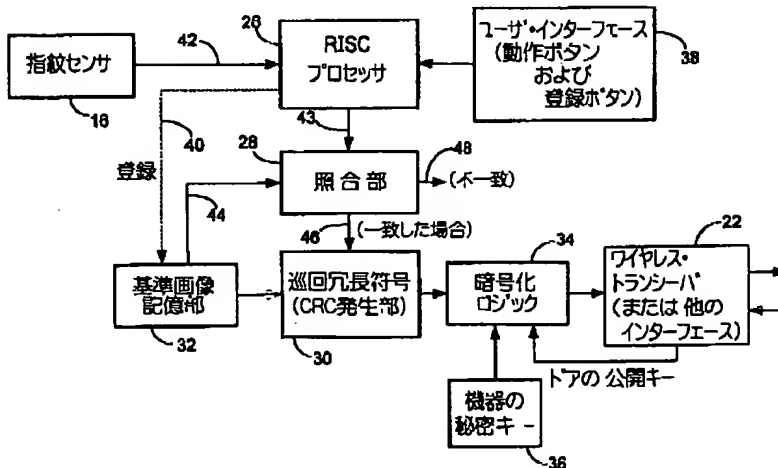 指紋センサ
16
42
26
RISC
プロセッサ
ユーザ・インターフェース
(動作ボタン
および
登録ボタン)
38
40
登録
43
28
照合部
48
(不一致)
44
46
(一致した場合)
基準画像
記憶部
32
巡回冗長符号
(CRC発生部)
30
34
暗号化
ロジック
22
ワイヤレス・
トランシーバ
(または他の
インターフェース)
ドアの公開キー
機器の
秘密キー
36